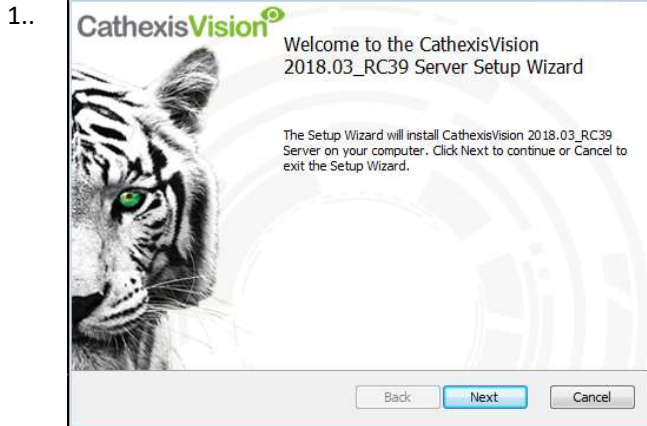 1..
CathexisVision
Welcome to the CathexisVision
2018.03_RC39 Server Setup Wizard
The Setup Wizard will install CathexisVision 2018.03_RC39
Server on your computer. Click Next to continue or Cancel to
exit the Setup Wizard.
Back Next Cancel